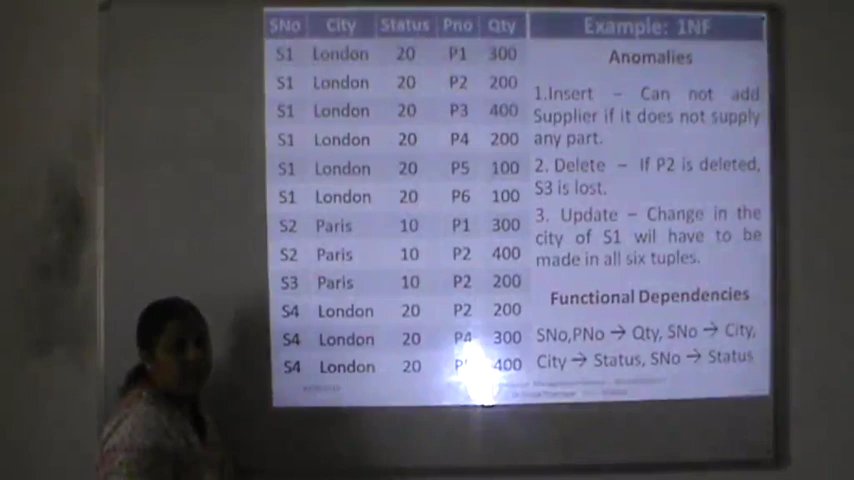 SNo City Status Pno Qty
S1 London 20 P1 300
S1 London 20 P2 200
S1 London 20 P3 400
S1 London 20 P4 200
S1 London 20 P5 100
S1 London 20 P6 100
S2 Paris 10 P1 300
S2 Paris 10 P2 400
S3 Paris 10 P2 200
S4 London 20 P2 200
S4 London 20 P4 300
S4 London 20 400
Example: 1NF
Anomalies
1.Insert – Can not add
Supplier if it does not supply
any part.
2. Delete – If P2 is deleted,
S3 is lost.
3. Update – Change in the
city of S1 wil have to be
made in all six tuples.
Functional Dependencies
SNo,PNo → Qty, SNo → City,
City → Status, SNo → Status